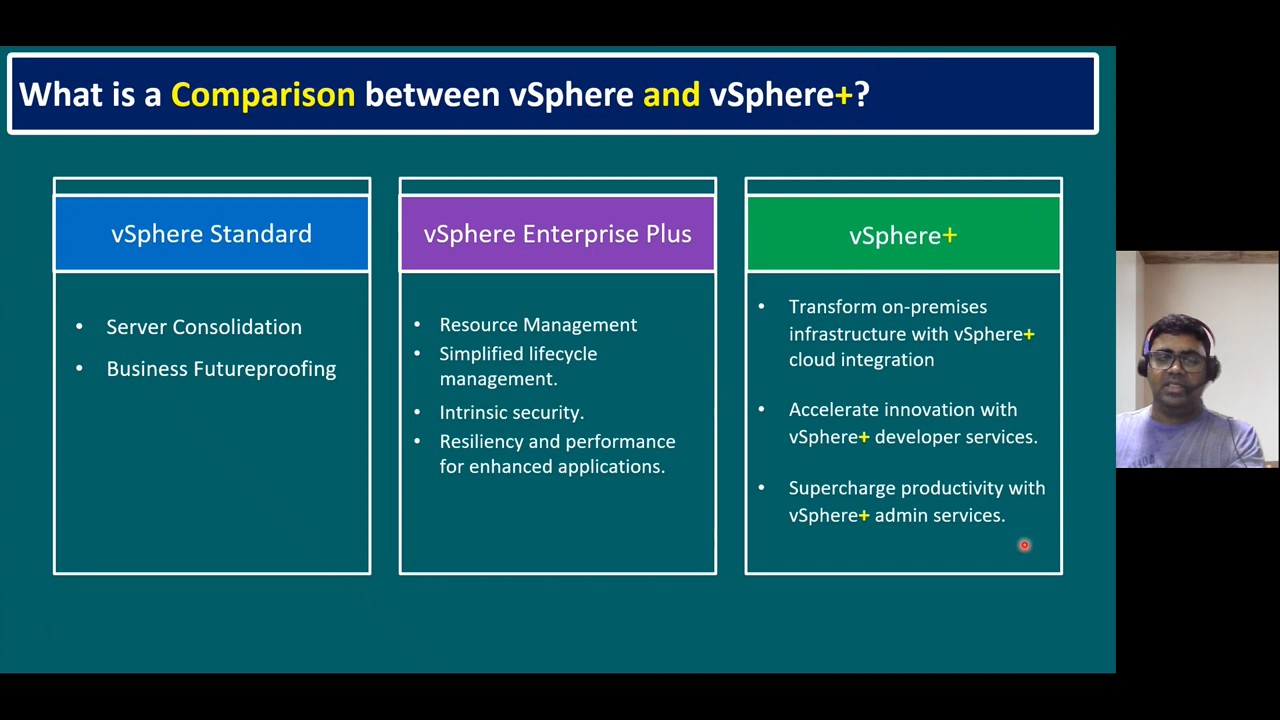 What is a Comparison between vSphere and vSphere+?
vSphere Standard
• Server Consolidation
• Business Futureproofing
vSphere Enterprise Plus
• Resource Management
• Simplified lifecycle
management.
• Intrinsic security.
• Resiliency and performance
for enhanced applications.
vSphere+
• Transform on-premises
infrastructure with vSphere+
cloud integration
• Accelerate innovation with
vSphere+ developer services.
• Supercharge productivity with
vSphere+ admin services.